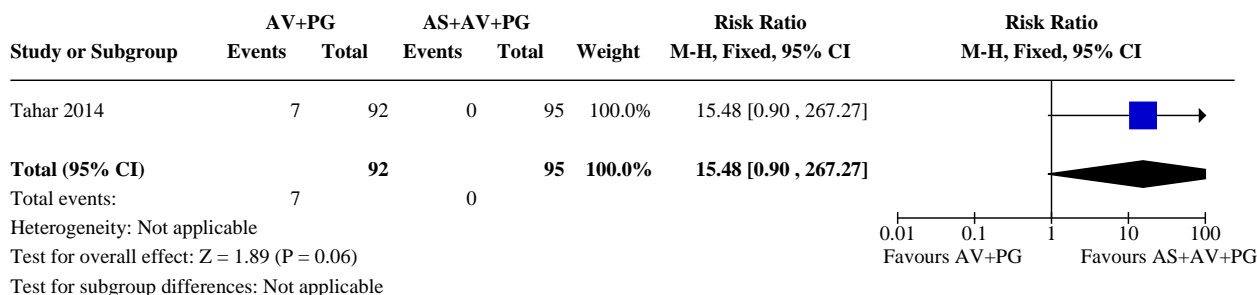 AV+PG AS+AV+PG Risk Ratio Risk Ratio
Study or Subgroup Events Total Events Total Weight M-H, Fixed, 95% CI M-H, Fixed, 95% CI
Tahar 2014 7 92 0 95 100.0% 15.48 [0.90 , 267.27]
Total (95% CI) 92 95 100.0% 15.48 [0.90 , 267.27]
Total events: 7 0
Heterogeneity: Not applicable
0.01 0.1 1 10 100
Test for overall effect: Z = 1.89 (P = 0.06)
Favours AV+PG Favours AS+AV+PG
Test for subgroup differences: Not applicable